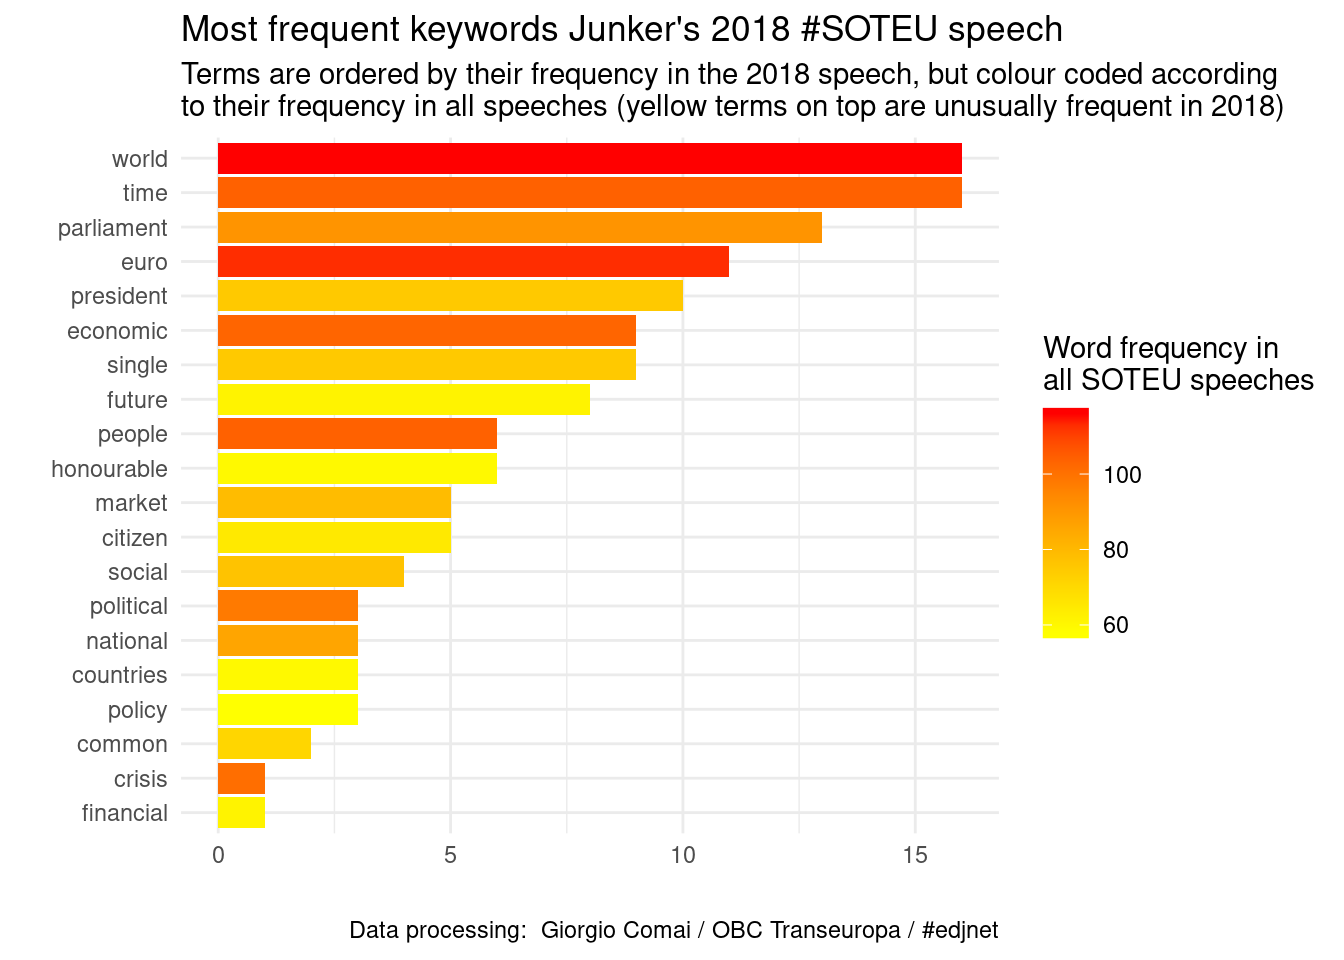 Most frequent keywords Junker's 2018 #SOTEU speech
Terms are ordered by their frequency in the 2018 speech, but colour coded according
to their frequency in all speeches (yellow terms on top are unusually frequent in 2018)
world
time
parliament
euro
president
economic
single
future
people
honourable
market
citizen
social
political
national
countries
policy
common
crisis
financial
0 5 10 15
Word frequency in
all SOTEU speeches
100
80
60
Data processing:  Giorgio Comai / OBC Transeuropa / #edjnet